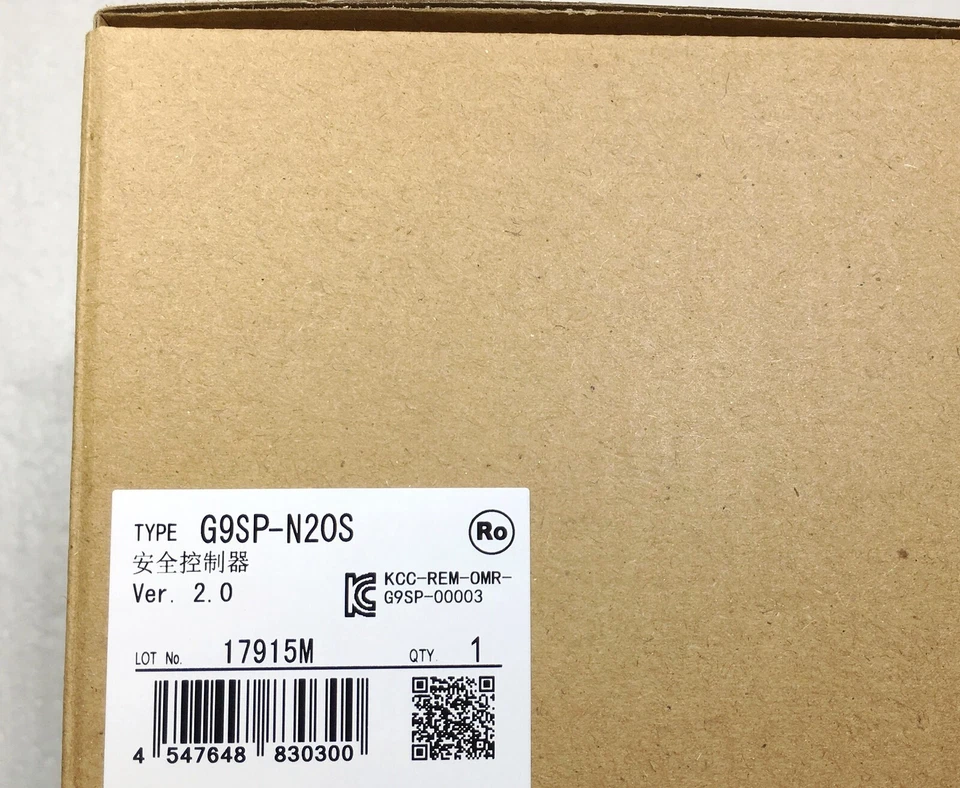 TYPE G9SP-N20S
Ro
安全控制器
Ver. 2.0
KCC-REM-OMR-
G9SP-00003
LOT No. 17915M QTY. 1
4 547648 830300